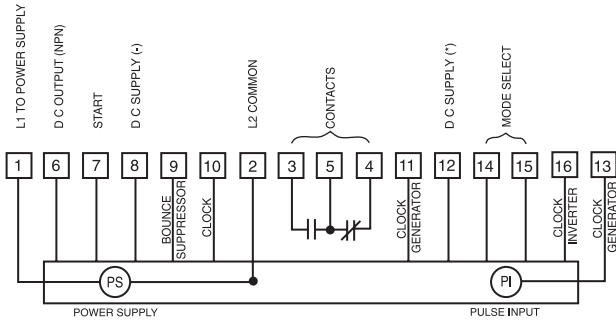 L1 TO POWER SUPPLY
D C OUTPUT (NPN)
START
D C SUPPLY (-)
L2 COMMON
CONTACTS
D C SUPPLY (*)
MODE SELECT
1
6
7
8
9
10
2
3
5
4
11
12
14
15
16
13
BOUNCE
SUPPRESSOR
CLOCK
CLOCK
GENERATOR
CLOCK
INVERTER
CLOCK
GENERATOR
PS
PI
POWER SUPPLY
PULSE INPUT